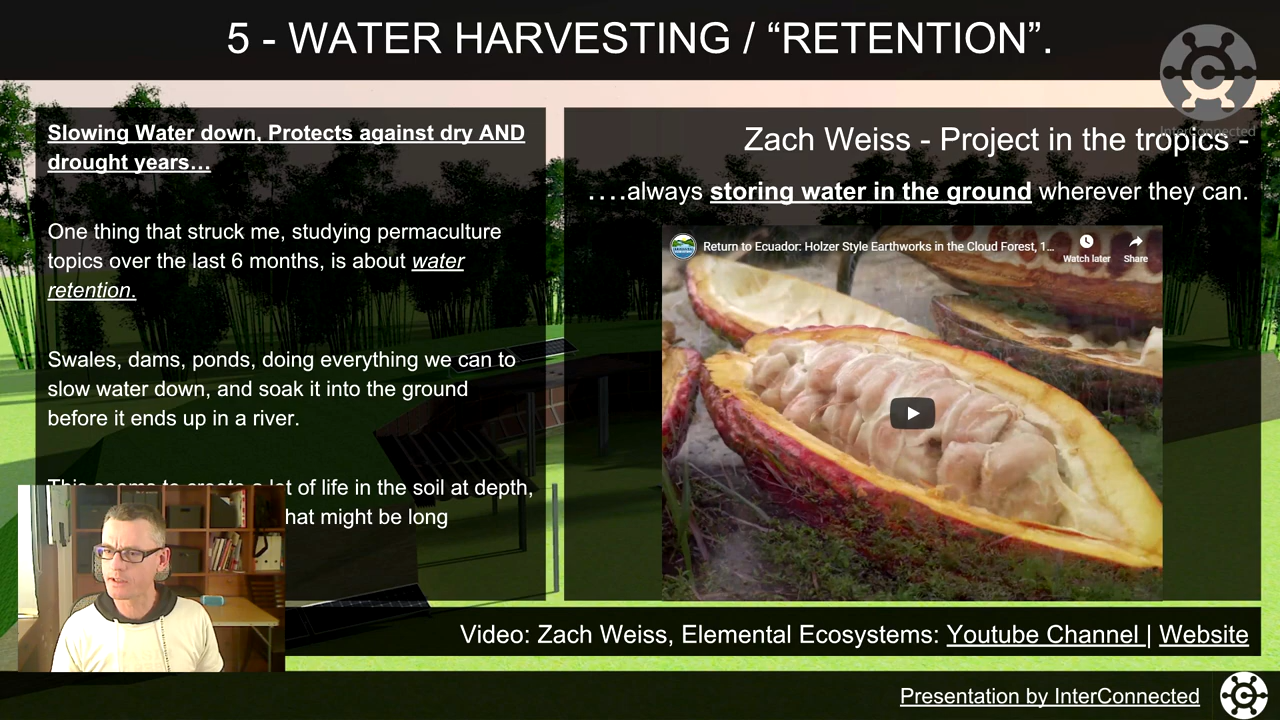 5 - WATER HARVESTING / “RETENTION”.
InterConnected
Slowing Water down, Protects against dry AND
drought years…
One thing that struck me, studying permaculture
topics over the last 6 months, is about water
retention.
Swales, dams, ponds, doing everything we can to
slow water down, and soak it into the ground
before it ends up in a river.
This seems to create a lot of life in the soil at depth,
hat might be long
Zach Weiss - Project in the tropics -
….always storing water in the ground wherever they can.
Return to Ecuador: Holzer Style Earthworks in the Cloud Forest, 1…
Watch later
Share
Video: Zach Weiss, Elemental Ecosystems: Youtube Channel | Website
Presentation by InterConnected